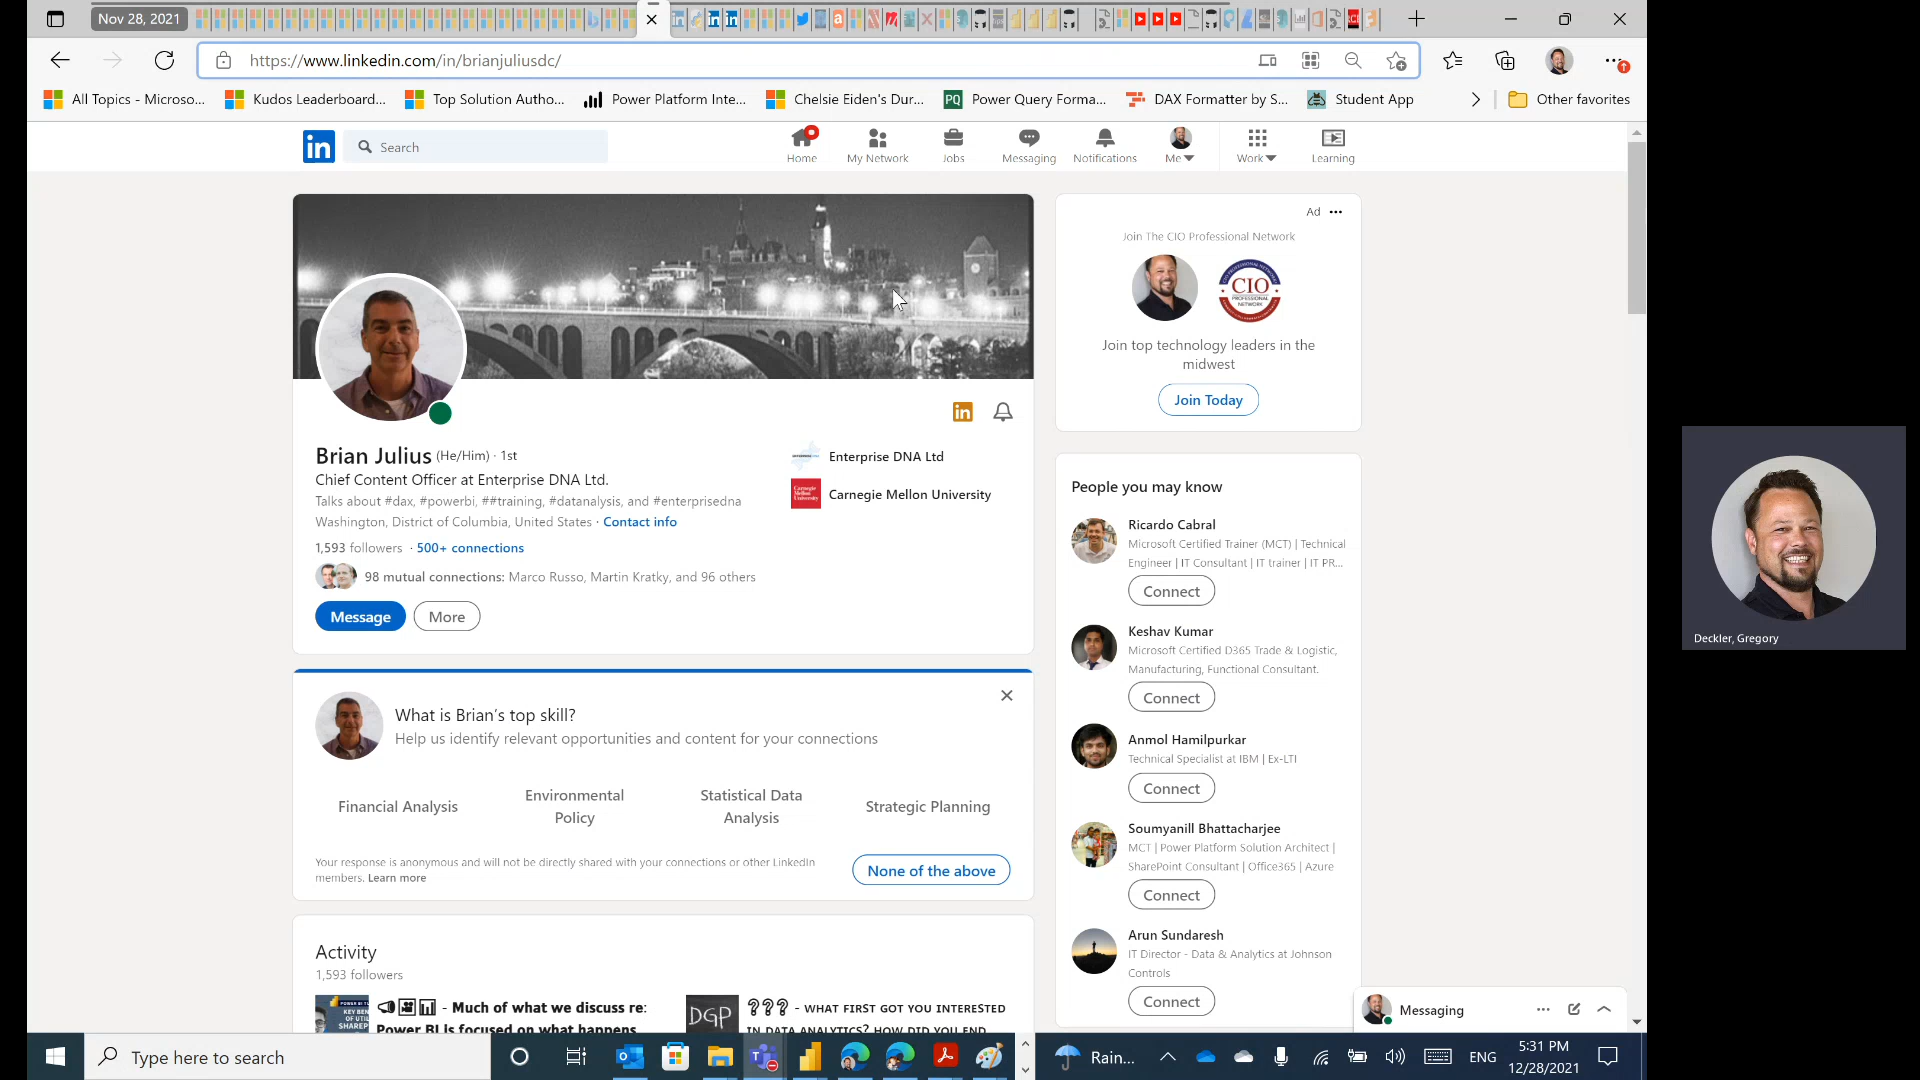 Nov 28, 2021
https://www.linkedin.com/in/brianjuliusdc/
All Topics - Microso...
Kudos Leaderboard...
Top Solution Autho...
Power Platform Inte...
Chelsie Eiden's Dur...
PQ
Power Query Forma...
DAX Formatter by S...
Student App
Other favorites
in
Search
Home
My Network
Jobs
Messaging
Notifications
Me
Work
Learning
Ad
Join The CIO Professional Network
CIO
Join top technology leaders in the
midwest
Join Today
in
Brian Julius (He/Him) · 1st
Chief Content Officer at Enterprise DNA Ltd.
Talks about #dax, #powerbi, ##training, #datanalysis, and #enterprisedna
Washington, District of Columbia, United States · Contact info
1,593 followers · 500+ connections
98 mutual connections: Marco Russo, Martin Kratky, and 96 others
Message
More
Enterprise DNA Ltd
Carnegie Mellon University
People you may know
Ricardo Cabral
Microsoft Certified Trainer (MCT) | Technical
Engineer | IT Consultant | IT trainer | IT PR...
Connect
Keshav Kumar
Microsoft Certified D365 Trade & Logistic,
Manufacturing, Functional Consultant.
Connect
Anmol Hamilpurkar
Technical Specialist at IBM | Ex-LTI
Connect
Soumyanill Bhattacharjee
MCT | Power Platform Solution Architect |
SharePoint Consultant | Office365 | Azure
Connect
Arun Sundaresh
IT Director - Data & Analytics at Johnson
Controls
Connect
What is Brian's top skill?
Help us identify relevant opportunities and content for your connections
Financial Analysis
Environmental
Policy
Statistical Data
Analysis
Strategic Planning
Your response is anonymous and will not be directly shared with your connections or other LinkedIn
members. Learn more
None of the above
Activity
1,593 followers
- Much of what we discuss re:
Power BI is focused on what happens
DGP
??? - WHAT FIRST GOT YOU INTERESTED
IN DATA ANALYTICS? HOW DID YOU END
Messaging
Deckler, Gregory
Type here to search
Rain...
ENG
5:31 PM
12/28/2021